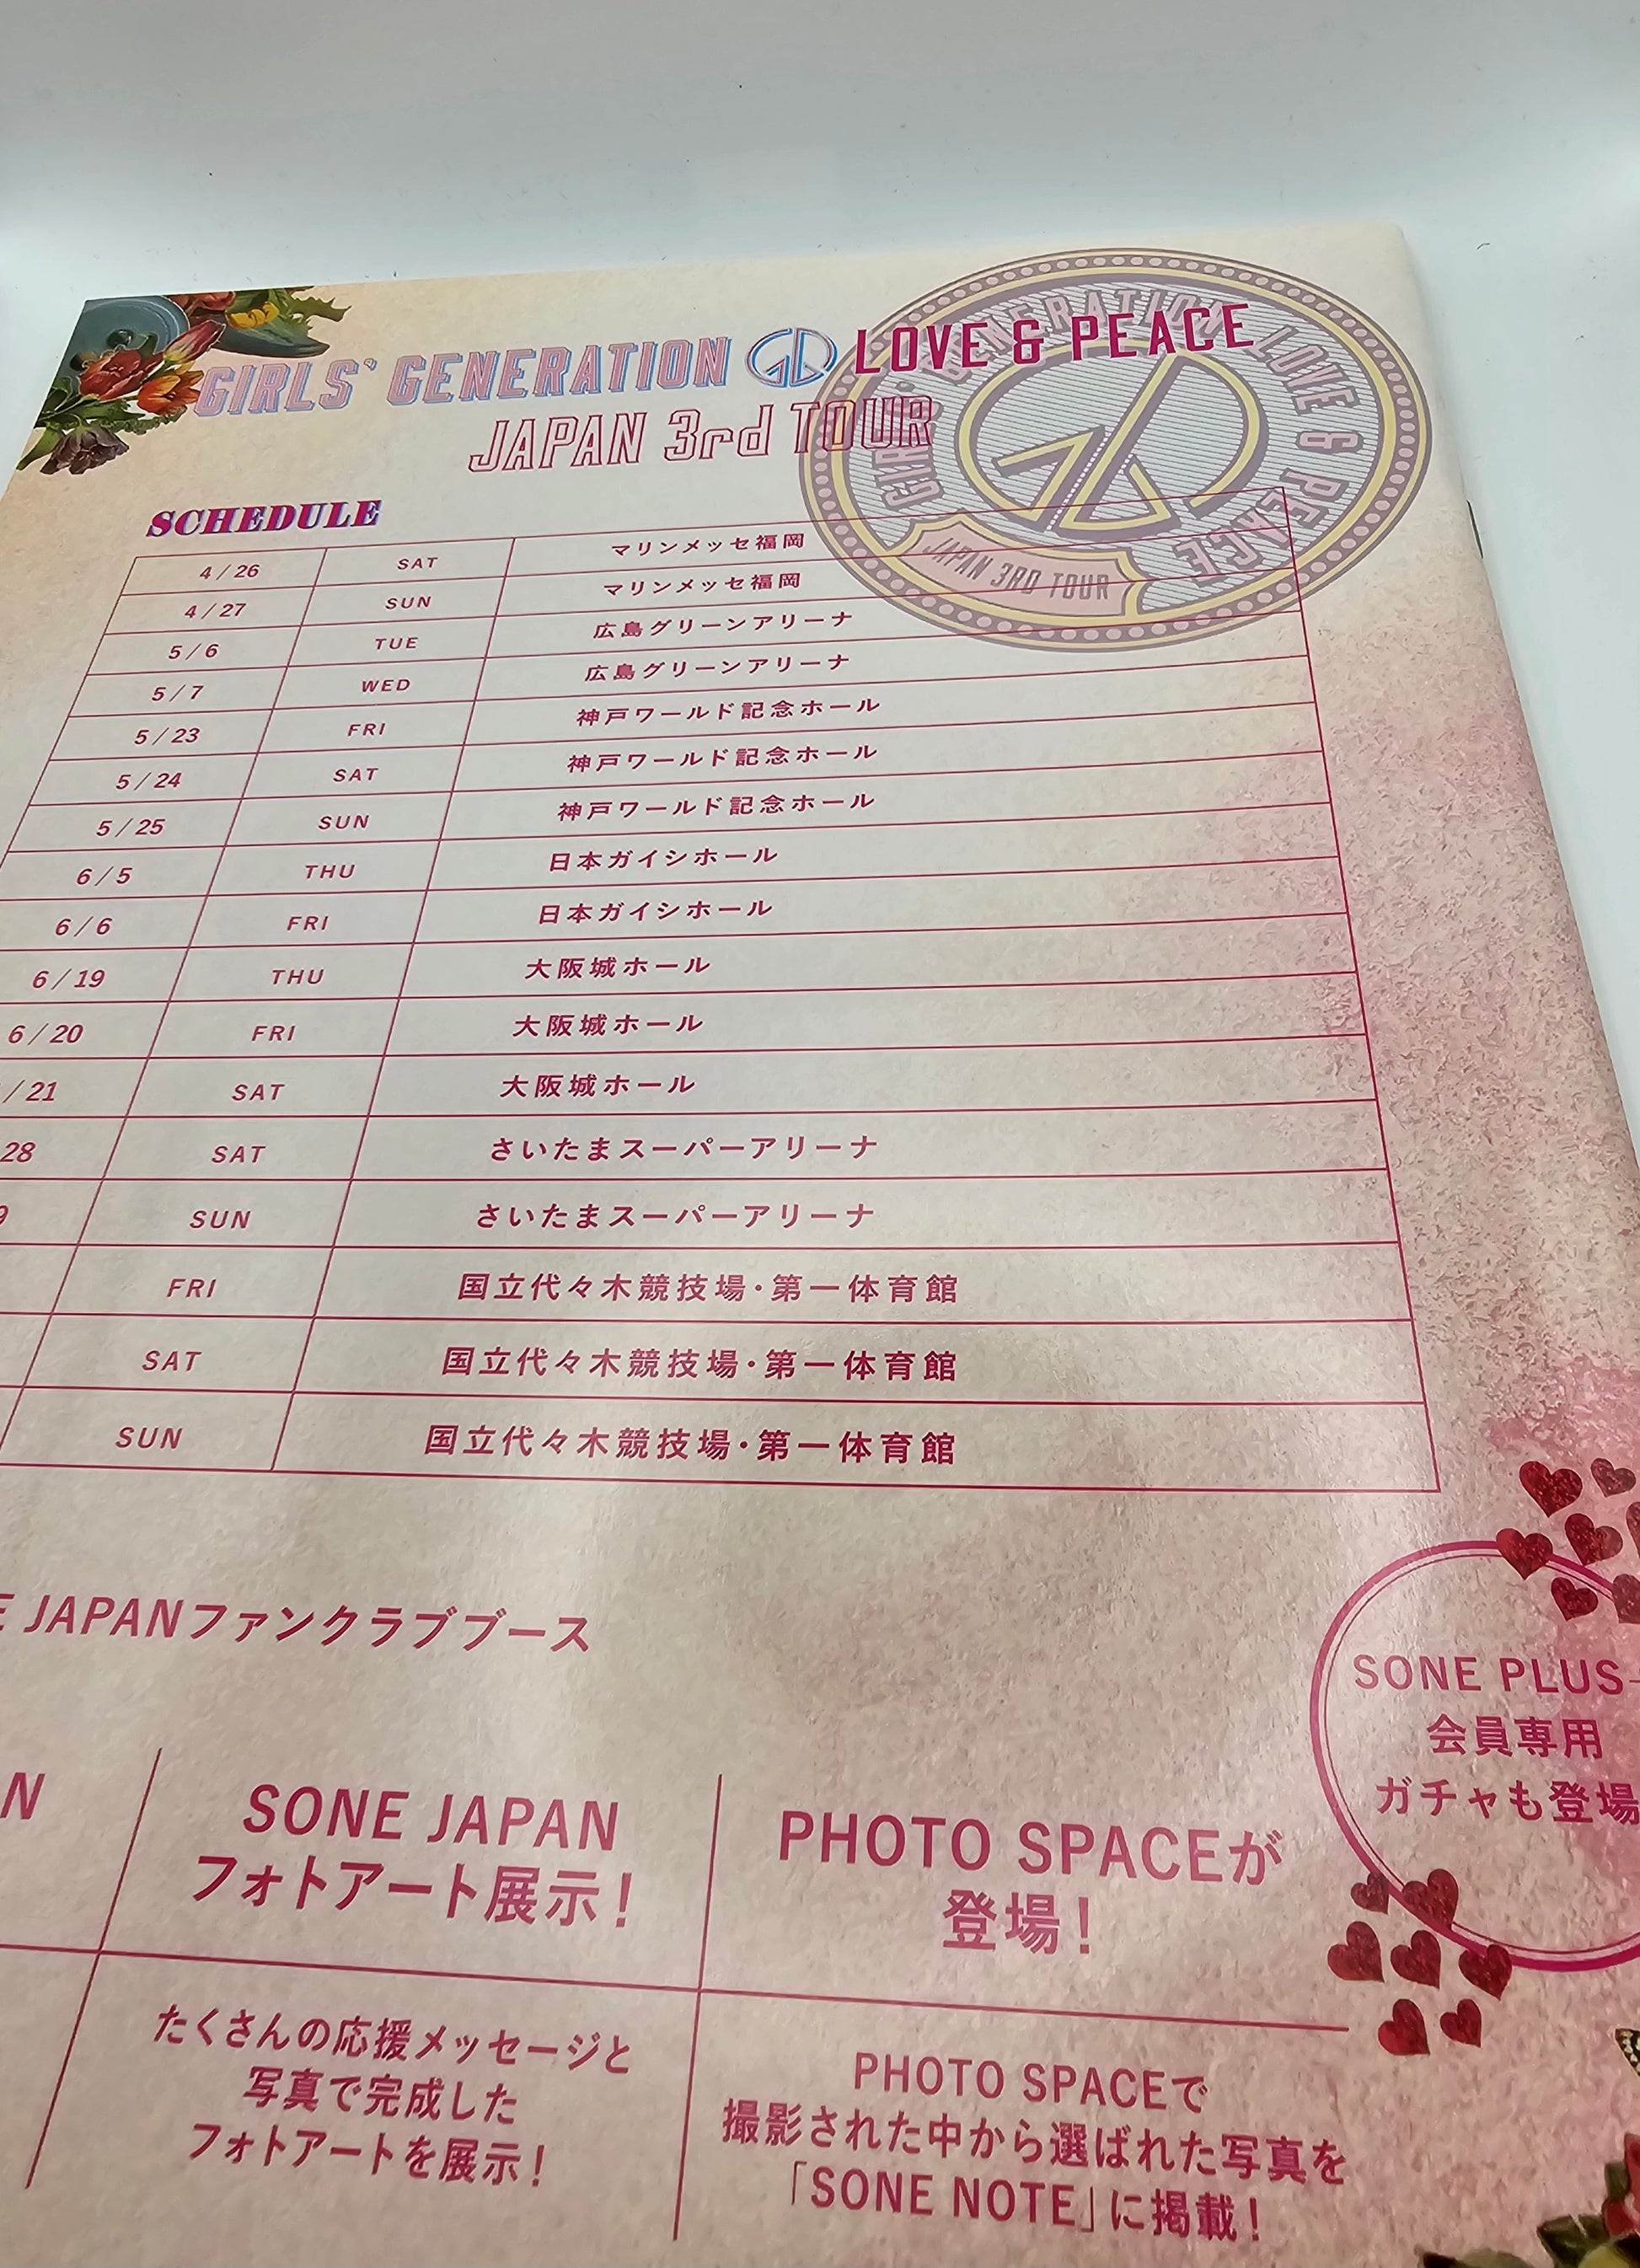 GIRLS' GENERATION LOVE & PEACE
JAPAN 3rd TOUR
GIRLS' GENERATION LOVE & PEACE
JAPAN 3RD TOUR
SCHEDULE
4/26 SAT マリンメッセ福岡
4/27 SUN マリンメッセ福岡
5/6 TUE 広島グリーンアリーナ
5/7 WED 広島グリーンアリーナ
5/23 FRI 神戸ワールド記念ホール
5/24 SAT 神戸ワールド記念ホール
5/25 SUN 神戸ワールド記念ホール
6/5 THU 日本ガイシホール
6/6 FRI 日本ガイシホール
6/19 THU 大阪城ホール
6/20 FRI 大阪城ホール
/21 SAT 大阪城ホール
28 SAT さいたまスーパーアリーナ
9 SUN さいたまスーパーアリーナ
FRI 国立代々木競技場・第一体育館
SAT 国立代々木競技場・第一体育館
SUN 国立代々木競技場・第一体育館
E JAPANファンクラブブース
SONE PLUS+
会員専用
ガチャも登場
N
SONE JAPAN
フォトアート展示!
PHOTO SPACEが
登場!
たくさんの応援メッセージと
写真で完成した
フォトアートを展示!
PHOTO SPACEで
撮影された中から選ばれた写真を
「SONE NOTE」に掲載!